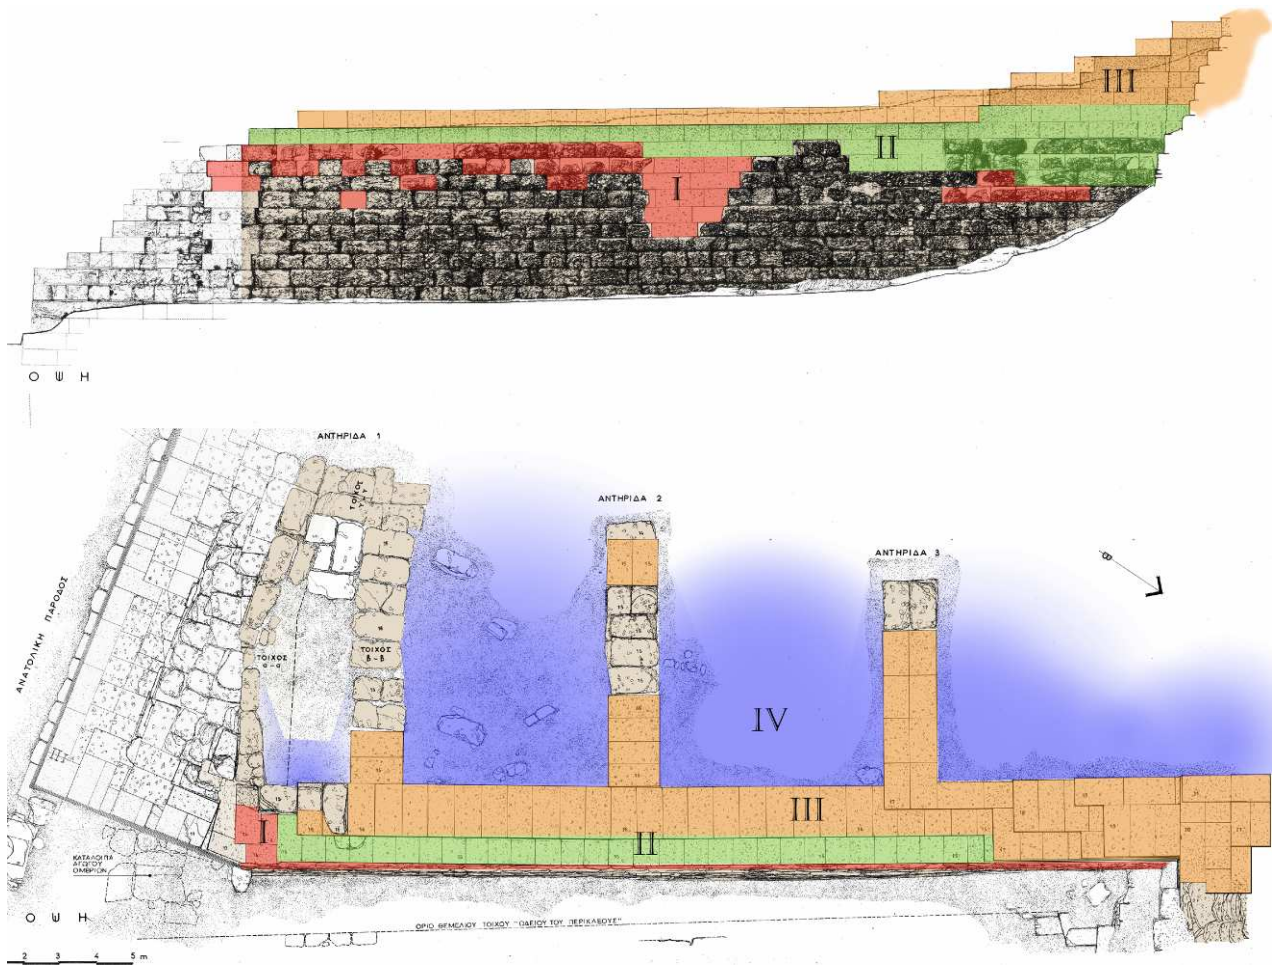 III
II
I
Ο Ψ Η
ΑΝΤΗΡΙΔΑ 1
ΑΝΤΗΡΙΔΑ 2
ΑΝΤΗΡΙΔΑ 3
ΤΟΙΧΟΣ
γ-γ
ΑΝΑΤΟΛΙΚΗ ΠΑΡΟΔΟΣ
ΤΟΙΧΟΣ
α-α
ΤΟΙΧΟΣ
β-β
IV
III
I
II
ΚΑΤΑΛΟΙΠΑ
ΑΓΩΓΟΥ
ΟΜΒΡΙΩΝ
Ο Ψ Η
ΟΡΙΟ ΘΕΜΕΛΙΟΥ ΤΟΙΧΟΥ "ΩΔΕΙΟΥ ΤΟΥ ΠΕΡΙΚΛΕΟΥΣ"
2 3 4 5 m